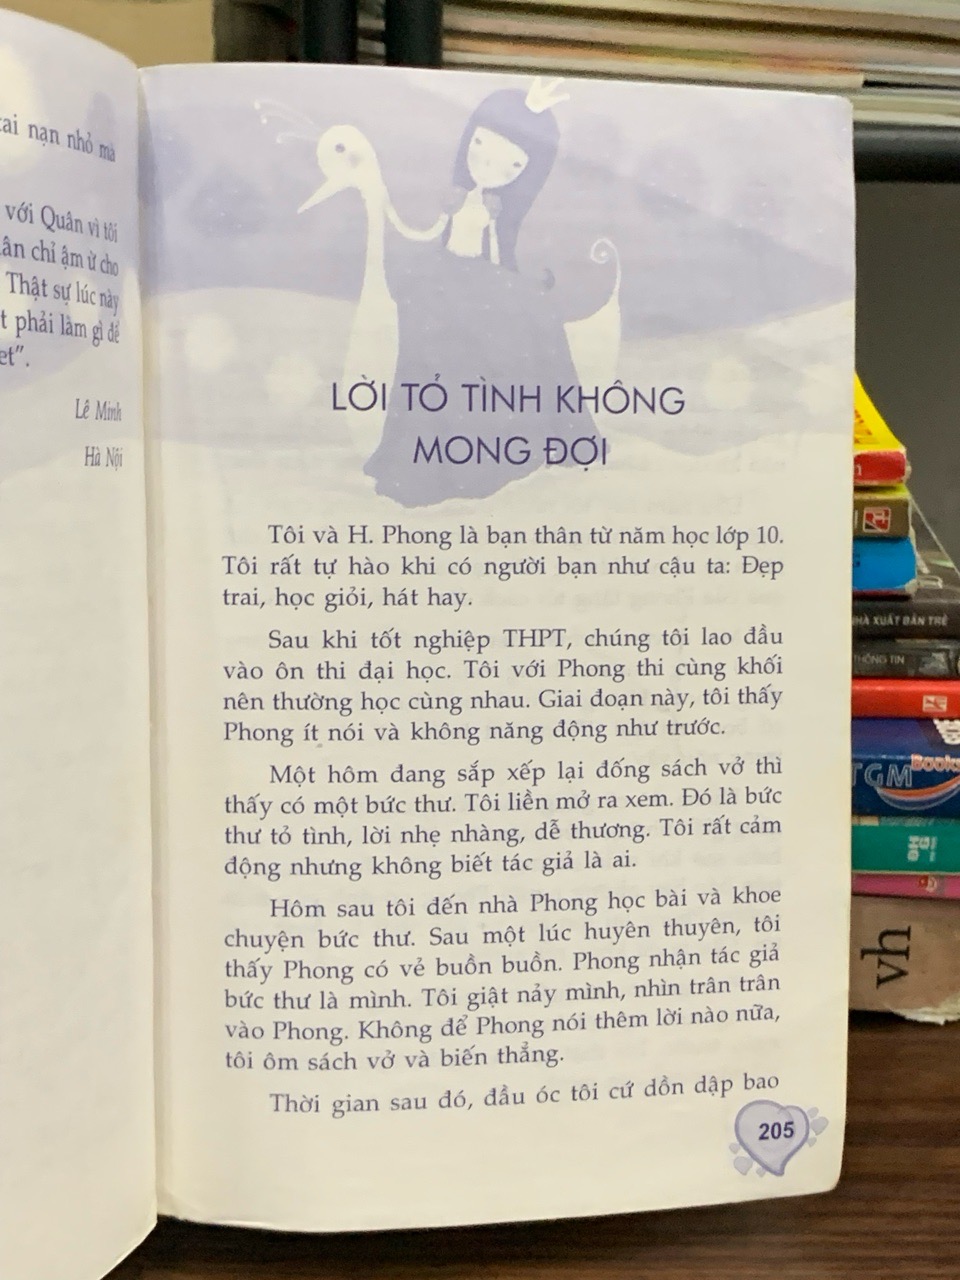 tai nạn nhỏ mà
với Quân vì tôi
ân chỉ ậm ừ cho
Thật sự lúc này
t phải làm gì để
et”.
Lê Minh
Hà Nội
LỜI TỎ TÌNH KHÔNG
MONG ĐỢI
Tôi và H. Phong là bạn thân từ năm học lớp 10.
Tôi rất tự hào khi có người bạn như cậu ta: Đẹp
trai, học giỏi, hát hay.
Sau khi tốt nghiệp THPT, chúng tôi lao đầu
vào ôn thi đại học. Tôi với Phong thi cùng khối
nên thường học cùng nhau. Giai đoạn này, tôi thấy
Phong ít nói và không năng động như trước.
Một hôm đang sắp xếp lại đống sách vở thì
thấy có một bức thư. Tôi liền mở ra xem. Đó là bức
thư tỏ tình, lời nhẹ nhàng, dễ thương. Tôi rất cảm
động nhưng không biết tác giả là ai.
Hôm sau tôi đến nhà Phong học bài và khoe
chuyện bức thư. Sau một lúc huyên thuyên, tôi
thấy Phong có vẻ buồn buồn. Phong nhận tác giả
bức thư là mình. Tôi giật nảy mình, nhìn trân trân
vào Phong. Không để Phong nói thêm lời nào nữa,
tôi ôm sách vở và biến thẳng.
Thời gian sau đó, đầu óc tôi cứ dồn dập bao
205
HÀ XUẤT BẢN TRẺ
THÔNG TIN
TGM Books
vh